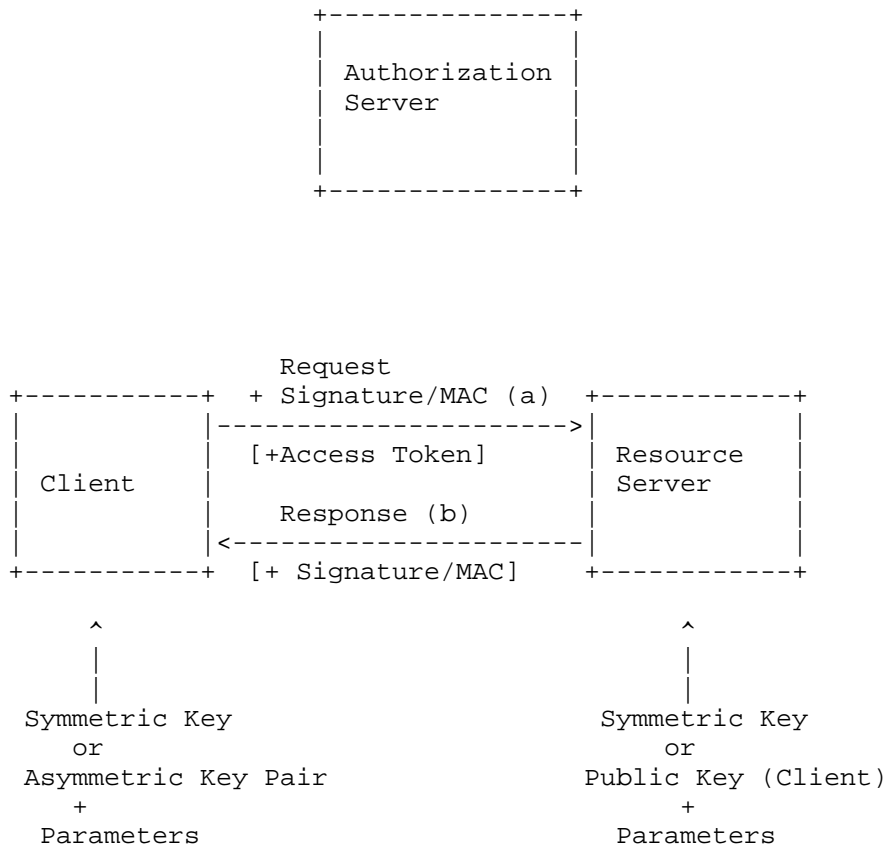 Authorization
Server
Request
+ Signature/MAC (a)
[+Access Token]
Resource
Client
Server
Response (b)
[+ Signature/MAC]
Symmetric Key
Symmetric Key
or
or
Asymmetric Key Pair
Public Key (Client)
+
+
Parameters
Parameters